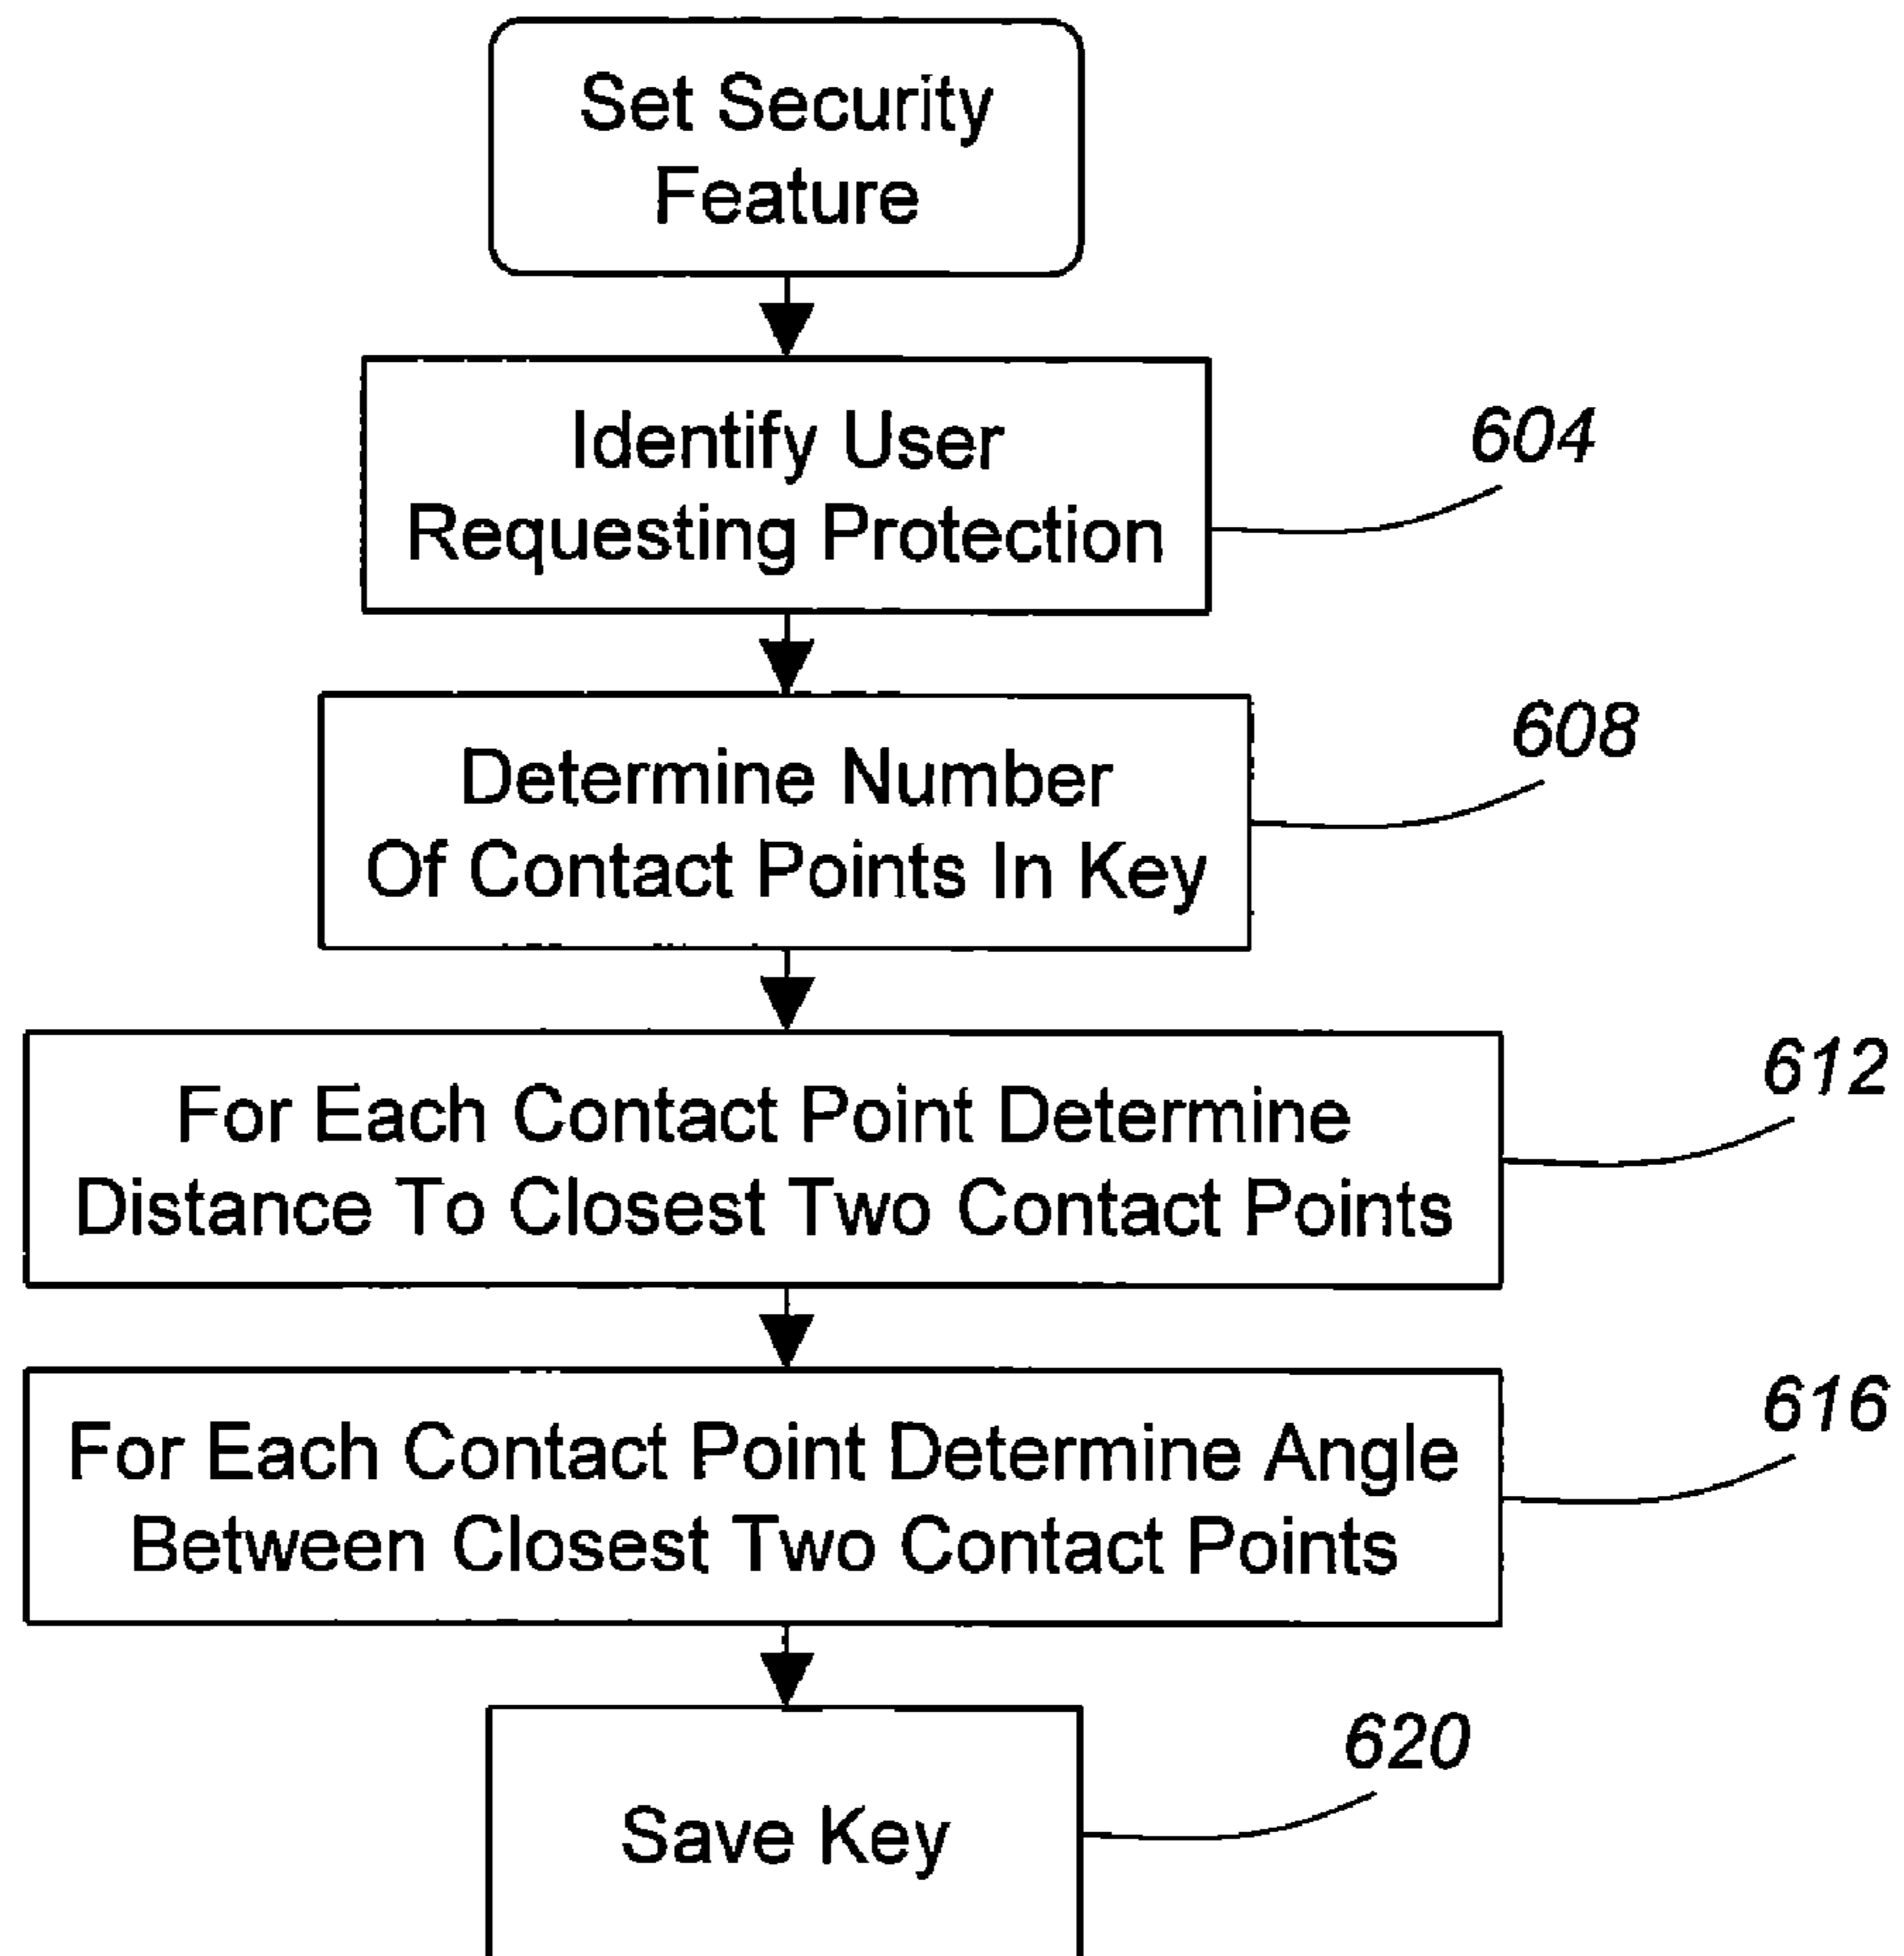 Set Security
Feature
Identify User
Requesting Protection
604
Determine Number
Of Contact Points In Key
608
For Each Contact Point Determine
Distance To Closest Two Contact Points
612
For Each Contact Point Determine Angle
Between Closest Two Contact Points
616
Save Key
620